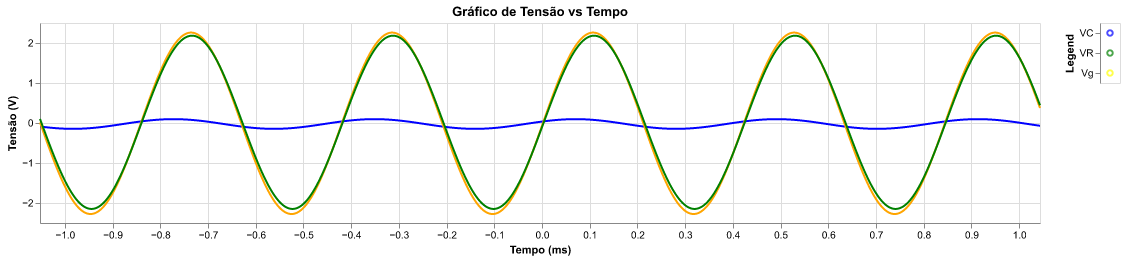 Gráfico de Tensão vs Tempo
Tensão (V)
2
1
0
−1
−2
−1.0 −0.9 −0.8 −0.7 −0.6 −0.5 −0.4 −0.3 −0.2 −0.1 0.0 0.1 0.2 0.3 0.4 0.5 0.6 0.7 0.8 0.9 1.0
Tempo (ms)
Legend
VC
VR
Vg